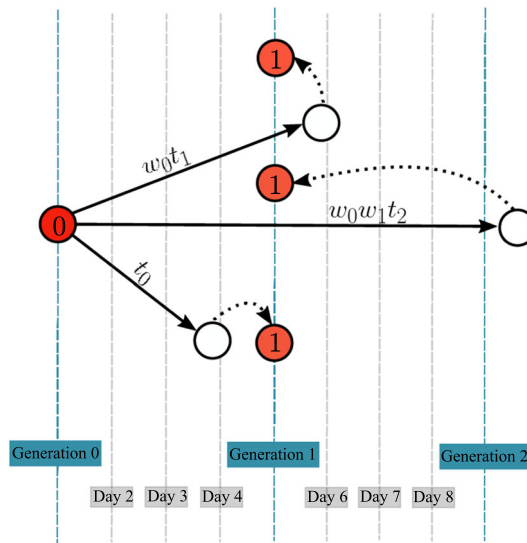 1
w₀t₁
1
0
w₀w₁t₂
t₀
1
Generation 0
Generation 1
Generation 2
Day 2 Day 3 Day 4 Day 6 Day 7 Day 8